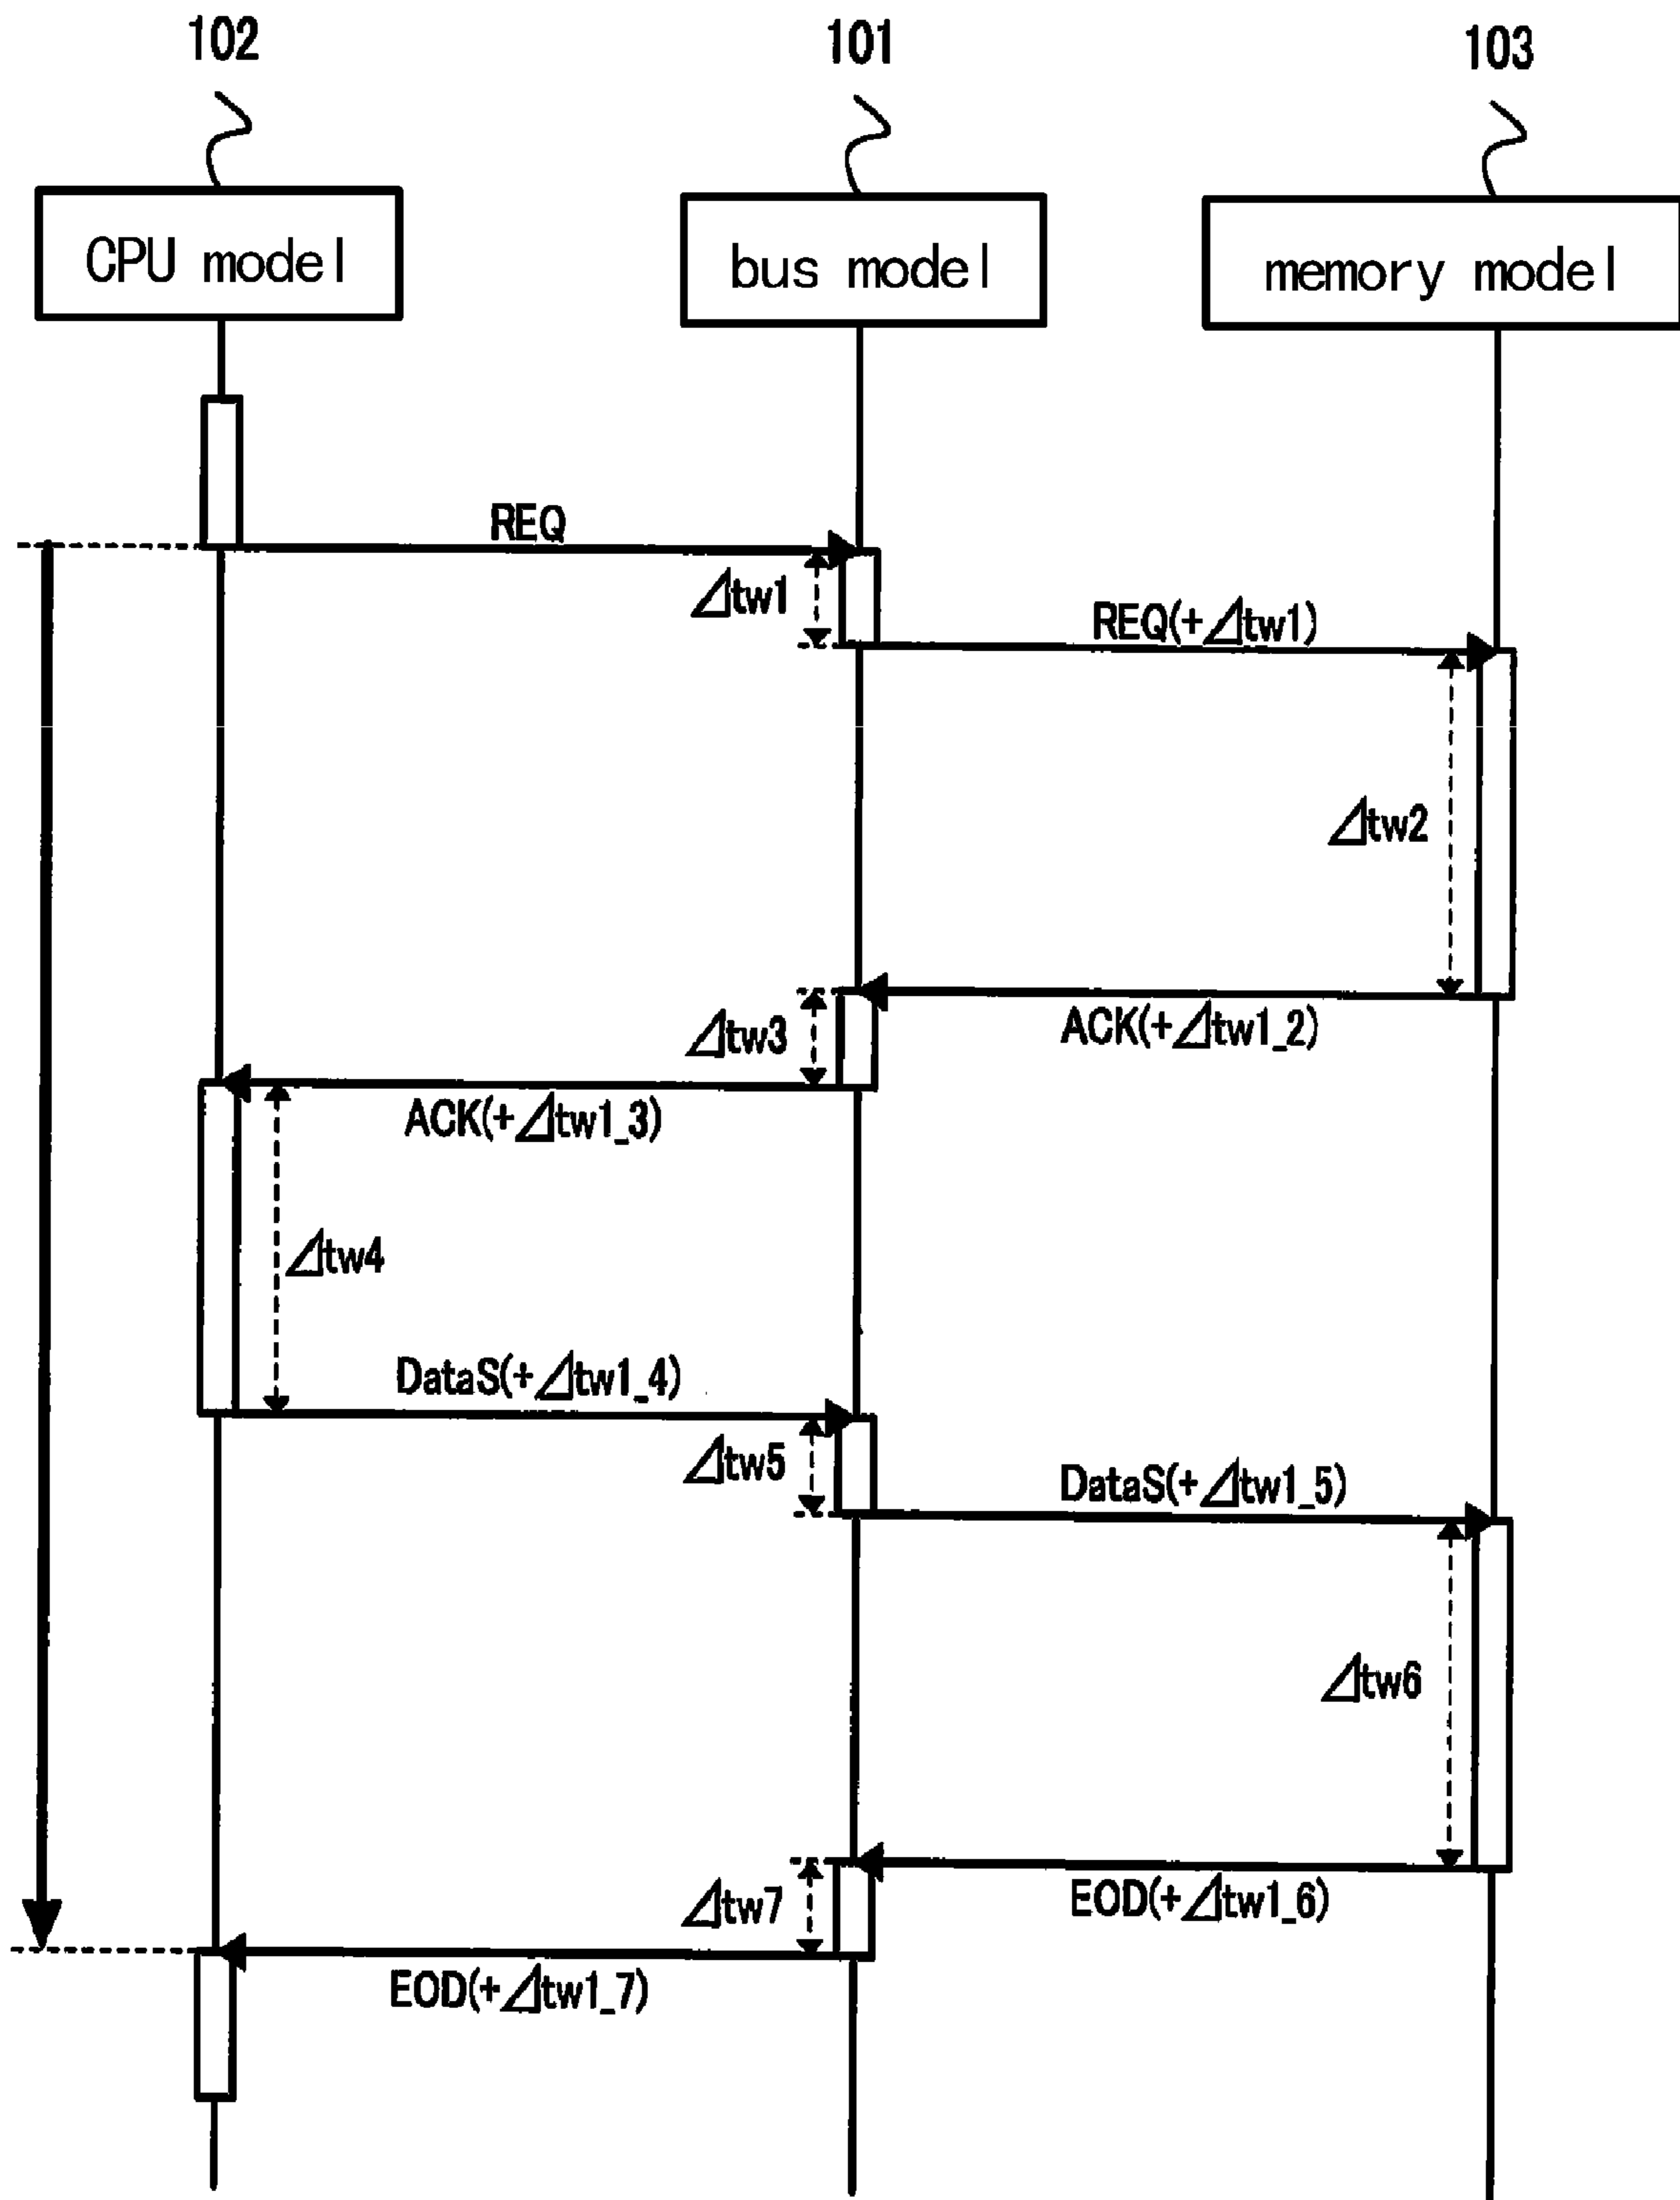 102
101
103
CPU model
bus model
memory model
REQ
⊿tw1
REQ(+⊿tw1)
⊿tw2
ACK(+⊿tw1_2)
⊿tw3
ACK(+⊿tw1_3)
⊿tw4
DataS(+⊿tw1_4)
⊿tw5
DataS(+⊿tw1_5)
⊿tw6
EOD(+⊿tw1_6)
⊿tw7
EOD(+⊿tw1_7)